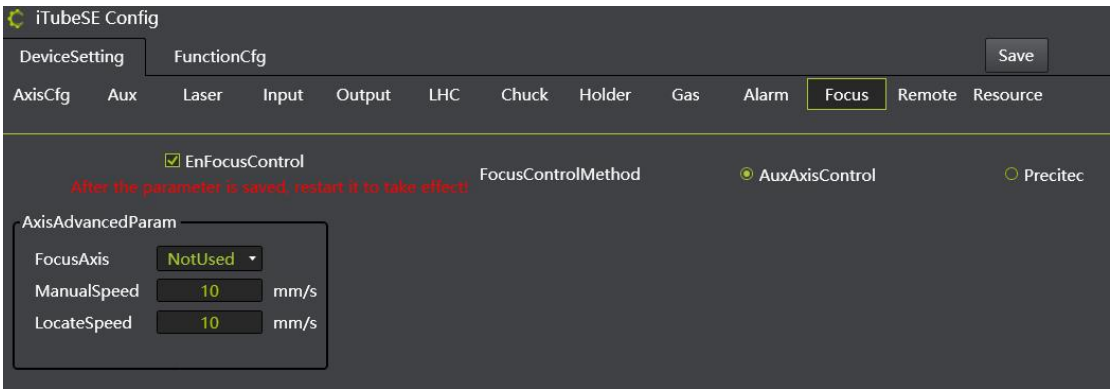 iTubeSE Config
DeviceSetting FunctionCfg Save
AxisCfg Aux Laser Input Output LHC Chuck Holder Gas Alarm Focus Remote Resource
EnFocusControl
After the parameter is saved, restart it to take effect!
FocusControlMethod AuxAxisControl Precitec
AxisAdvancedParam
FocusAxis NotUsed
ManualSpeed 10 mm/s
LocateSpeed 10 mm/s